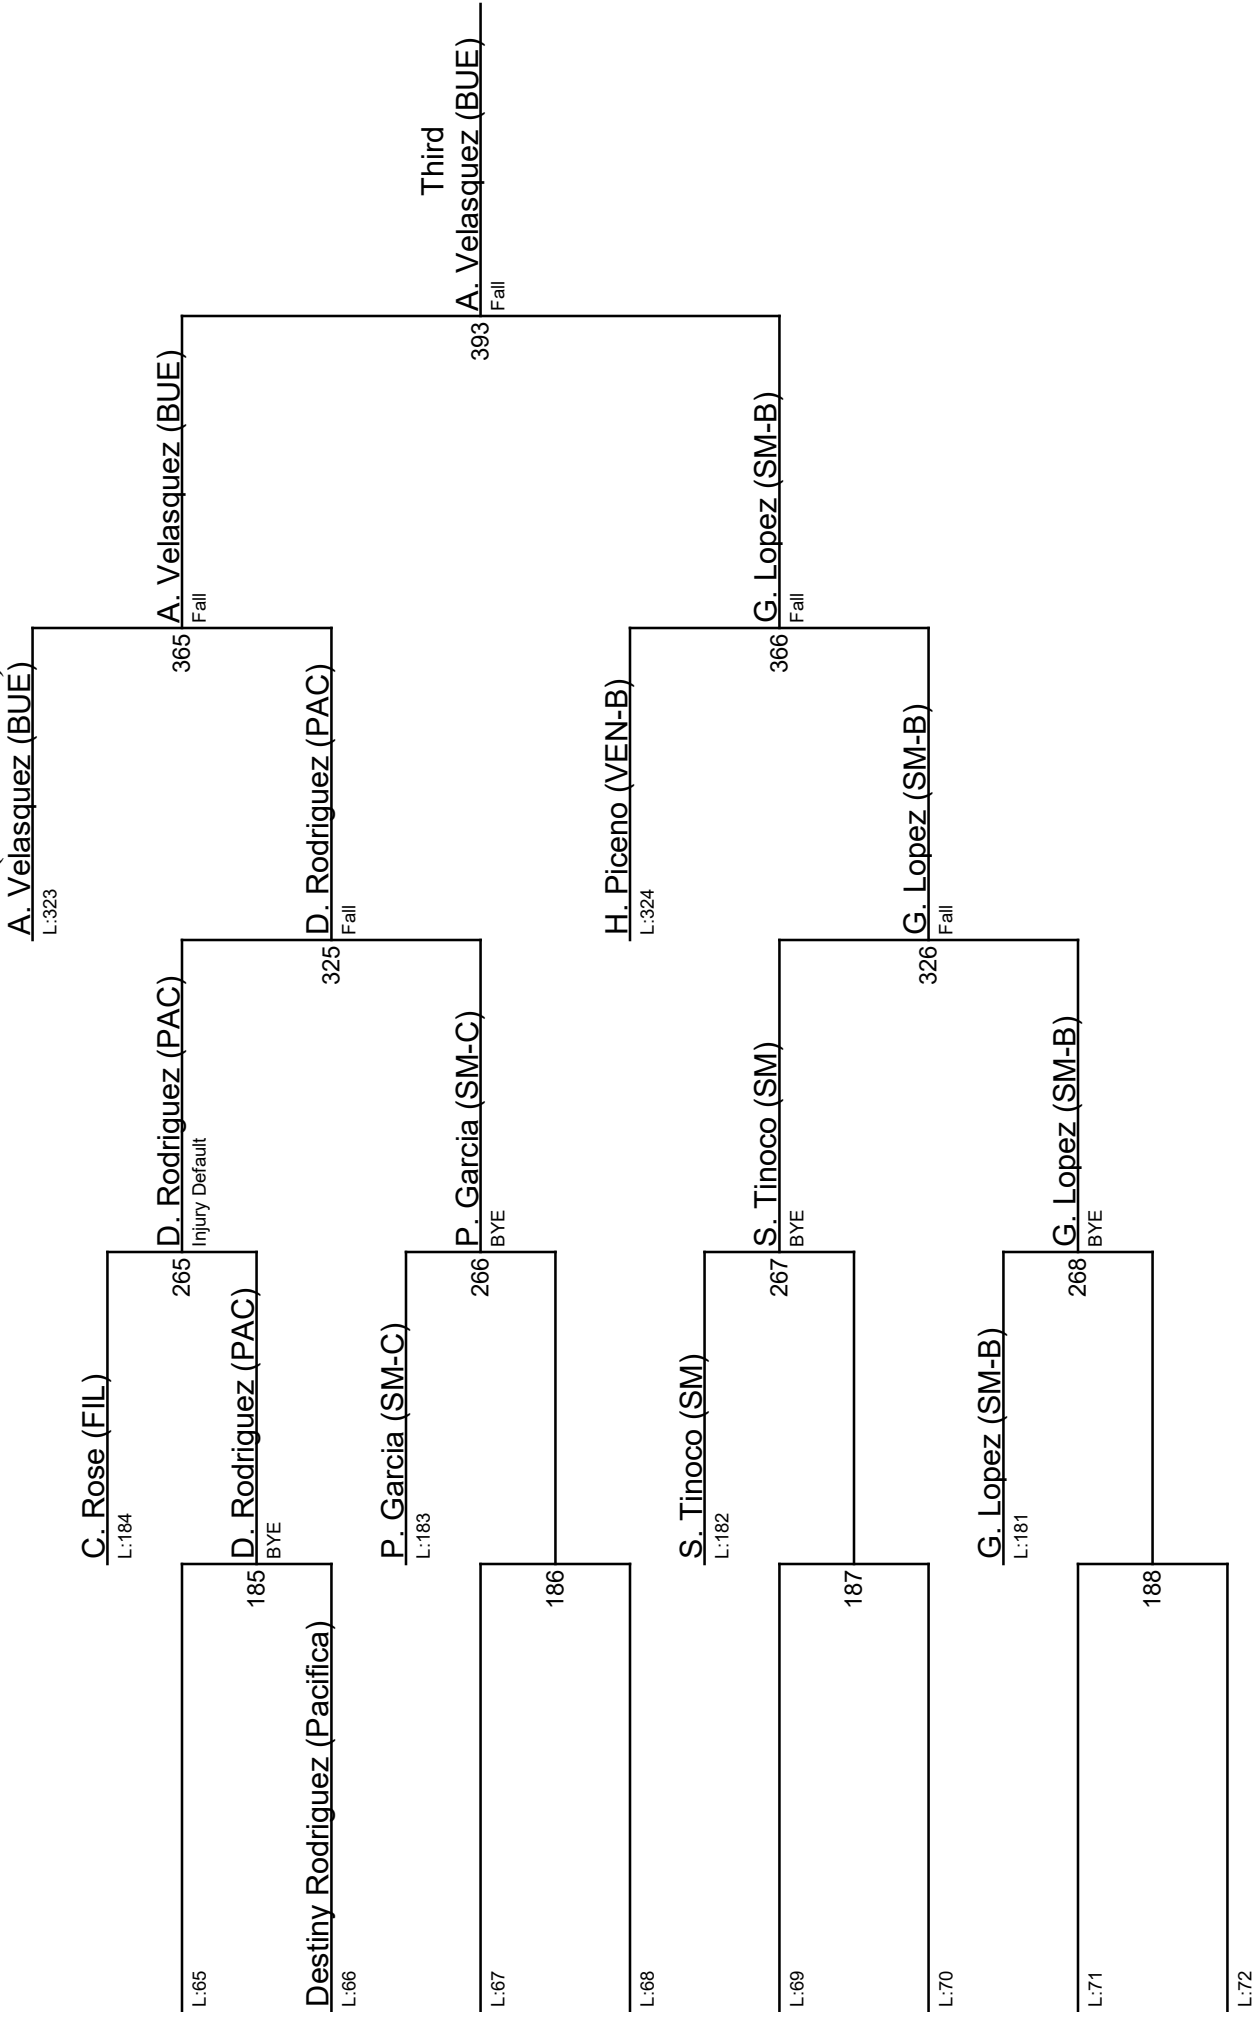 L:65
Destiny Rodriguez (Pacifica)
L:66
L:67
L:68
L:69
L:70
L:71
L:72
185
186
187
188
C. Rose (FIL)
L:184
D. Rodriguez (PAC)
BYE
P. Garcia (SM-C)
L:183
S. Tinoco (SM)
L:182
G. Lopez (SM-B)
L:181
265
266
267
268
D. Rodriguez (PAC)
Injury Default
P. Garcia (SM-C)
BYE
S. Tinoco (SM)
BYE
G. Lopez (SM-B)
BYE
325
326
A. Velasquez (BUE)
L:323
D. Rodriguez (PAC)
Fall
H. Piceno (VEN-B)
L:324
G. Lopez (SM-B)
Fall
365
366
A. Velasquez (BUE)
Fall
G. Lopez (SM-B)
Fall
393
Third
A. Velasquez (BUE)
Fall